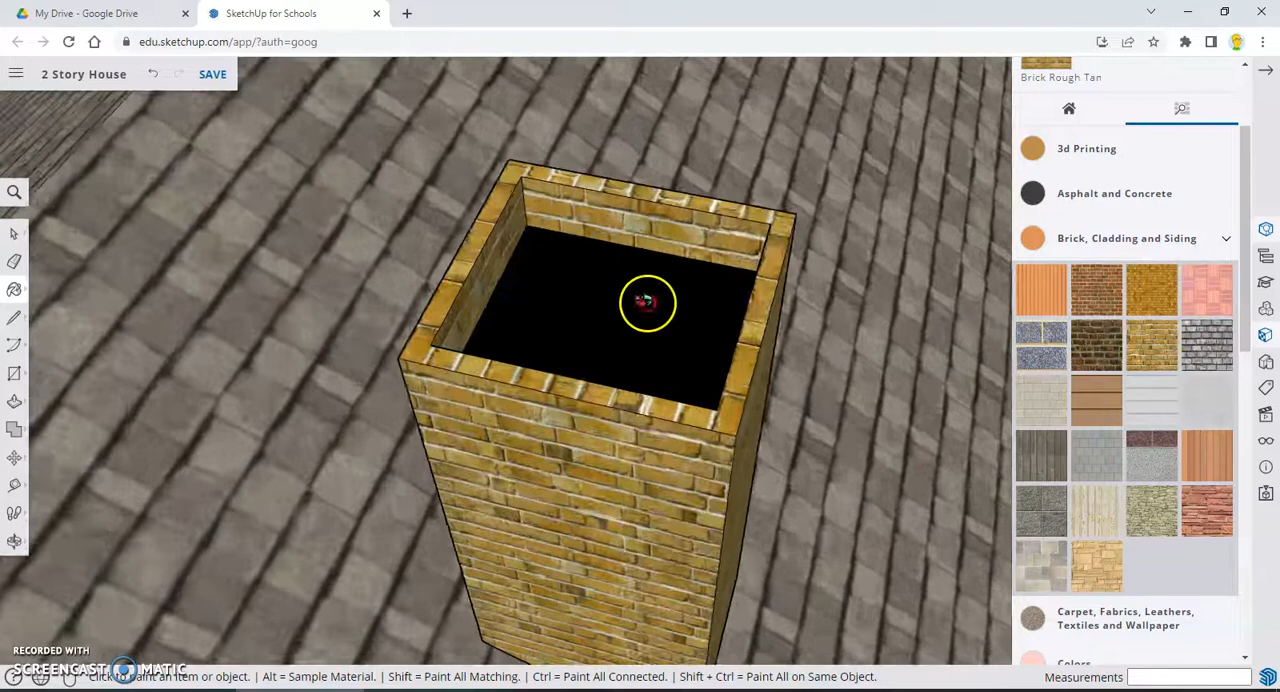 My Drive - Google Drive
SketchUp for Schools
edu.sketchup.com/app/?auth=goog
2 Story House
SAVE
Brick Rough Tan
3d Printing
Asphalt and Concrete
Brick, Cladding and Siding
Carpet, Fabrics, Leathers,
Textiles and Wallpaper
Colors
RECORDED WITH
SCREENCAST MATIC
Click to paint an item or object. | Alt = Sample Material. | Shift = Paint All Matching. | Ctrl = Paint All Connected. | Shift + Ctrl = Paint All on Same Object.
Measurements